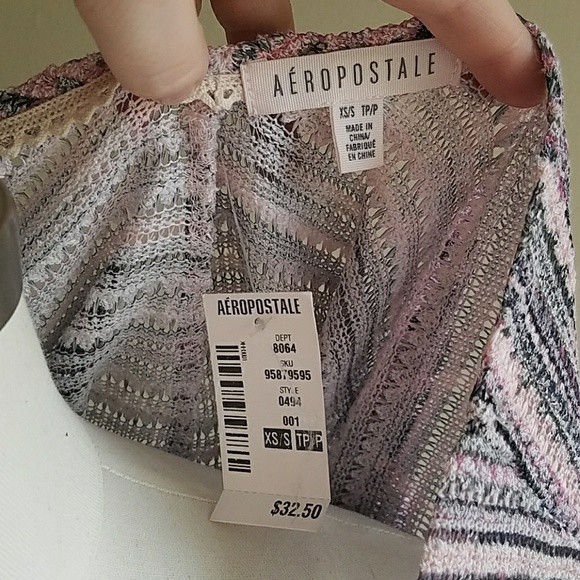 AÉROPOSTALE
XS/S TP/P
MADE IN
CHINA/
FABRIQUÉ
EN CHINE
AÉROPOSTALE
DEPT
8064
SKU
95879595
STYLE
0494
001
XS/S TP/P
$32.50